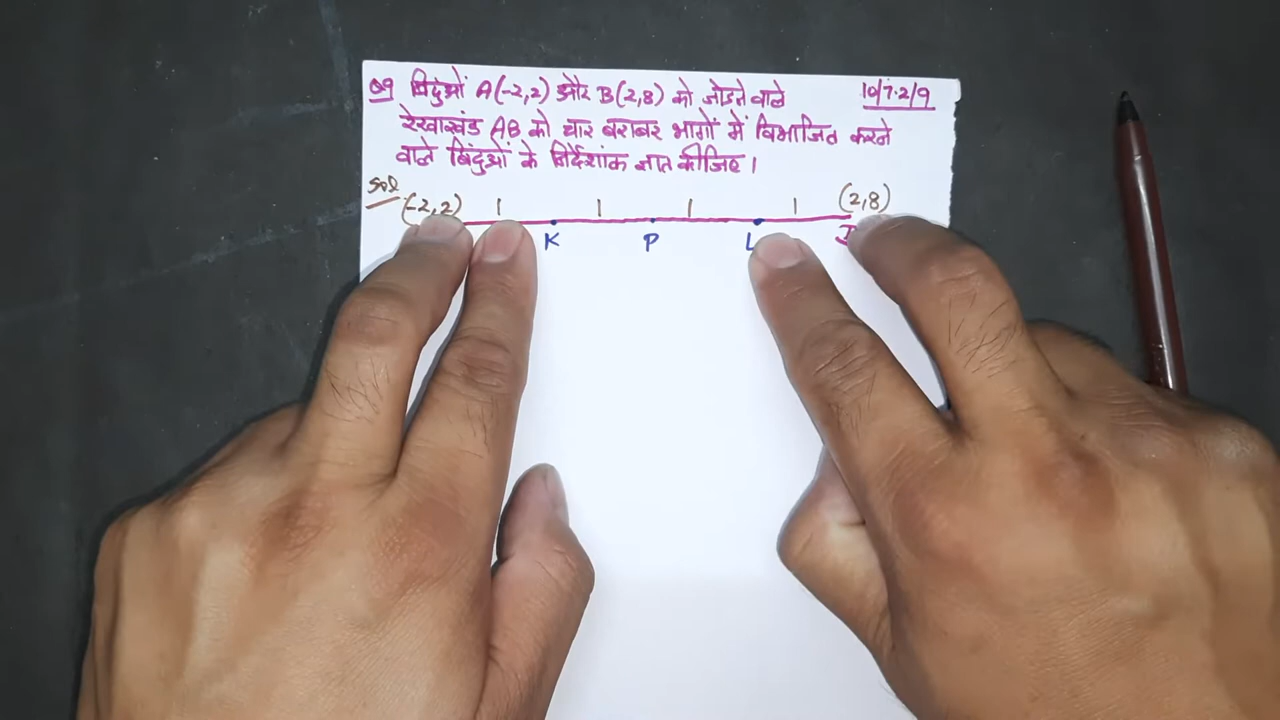 Q9 बिंदुओं A(-2,2) और B(2,8) को जोडने वाले 10/7.2/9
रेखाखंड AB को चार बराबर भागों में विभाजित करने
वाले बिंदुओं के निर्देशांक ज्ञात कीजिए।
Sol
(-2,2) 1 1 1 1 (2,8)
K P L